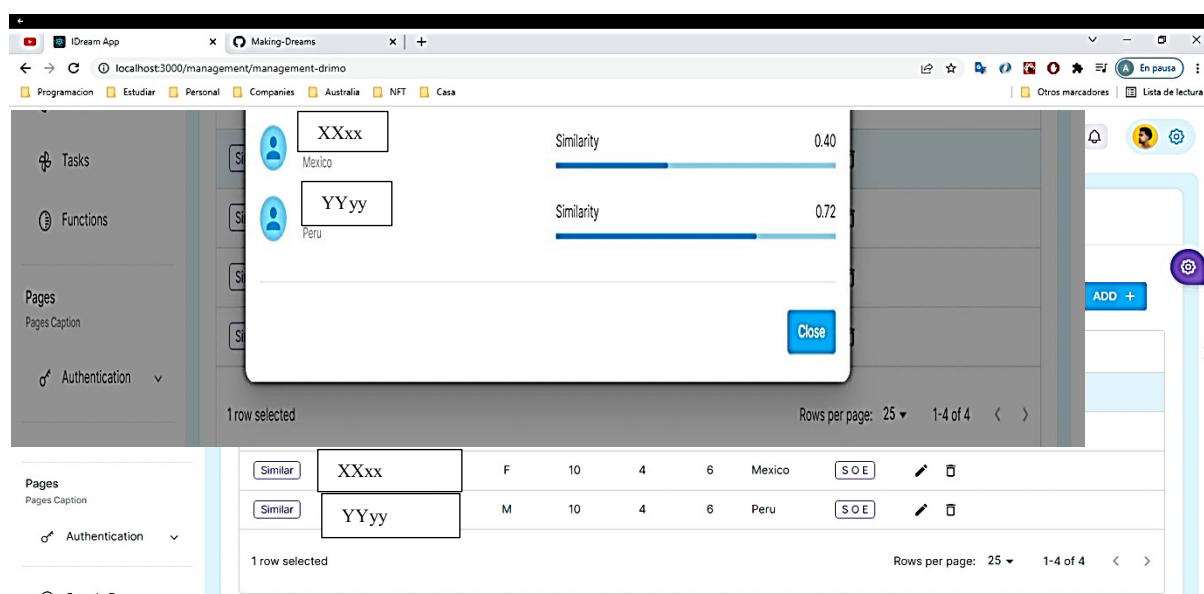 IDream App
Making-Dreams
localhost:3000/management/management-drimo
A
En pausa
Programacion Estudiar Personal Companies Australia NFT Casa
Otros marcadores Lista de lectura
XXxx
Mexico
Similarity 0.40
Tasks
YYyy
Peru
Similarity 0.72
Functions
Pages
Pages Caption
ADD +
Close
Authentication
1 row selected
Rows per page: 25 1-4 of 4
Similar XXxx F 10 4 6 Mexico S O E
Pages
Pages Caption
Similar YYyy M 10 4 6 Peru S O E
Authentication
1 row selected
Rows per page: 25 1-4 of 4